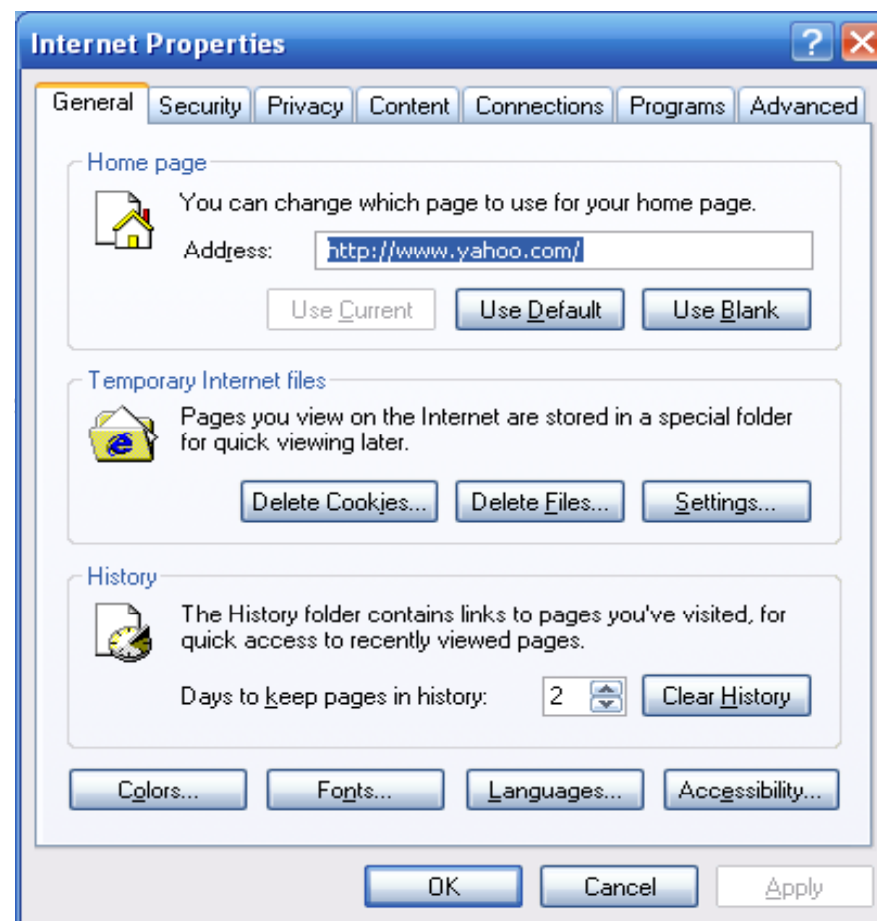 Internet Properties
General Security Privacy Content Connections Programs Advanced
Home page
You can change which page to use for your home page.
Address: http://www.yahoo.com/
Use Current Use Default Use Blank
Temporary Internet files
Pages you view on the Internet are stored in a special folder
for quick viewing later.
Delete Cookies... Delete Files... Settings...
History
The History folder contains links to pages you've visited, for
quick access to recently viewed pages.
Days to keep pages in history: 2 Clear History
Colors... Fonts... Languages... Accessibility...
OK Cancel Apply